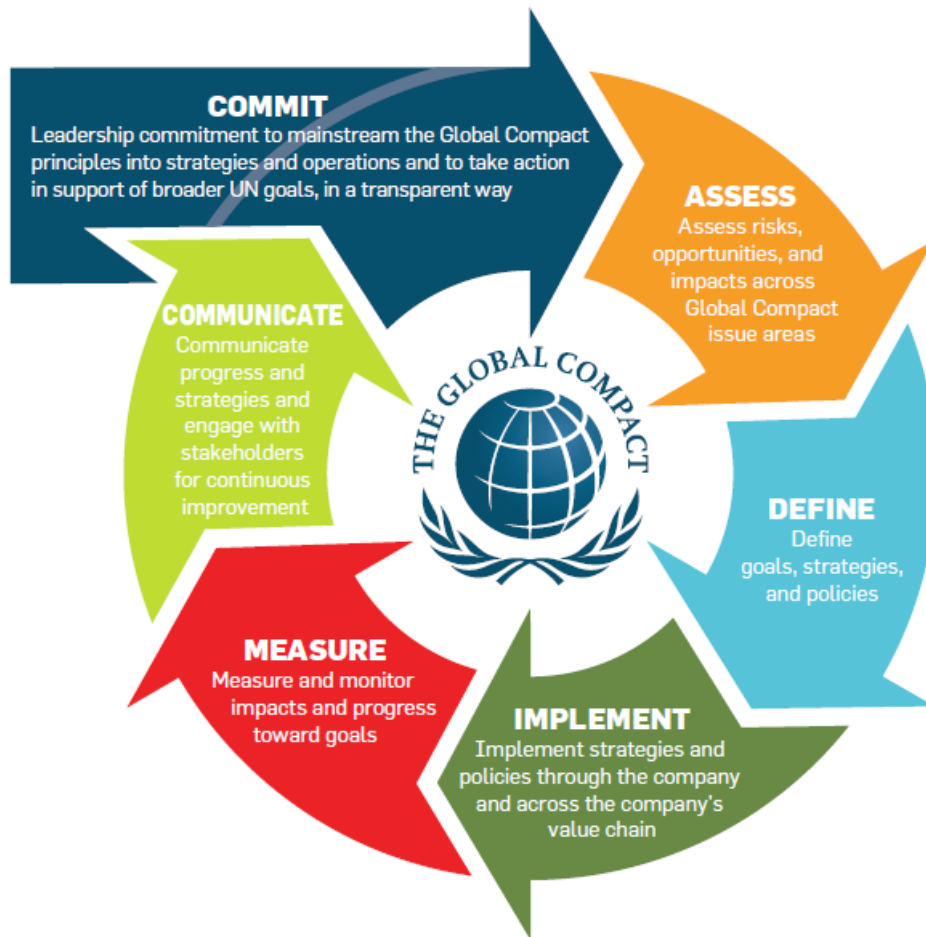 COMMIT
Leadership commitment to mainstream the Global Compact
principles into strategies and operations and to take action
in support of broader UN goals, in a transparent way
ASSESS
Assess risks,
opportunities, and
impacts across
Global Compact
issue areas
DEFINE
Define
goals, strategies,
and policies
IMPLEMENT
Implement strategies and
policies through the company
and across the company's
value chain
MEASURE
Measure and monitor
impacts and progress
toward goals
COMMUNICATE
Communicate
progress and
strategies and
engage with
stakeholders
for continuous
improvement
THE GLOBAL COMPACT